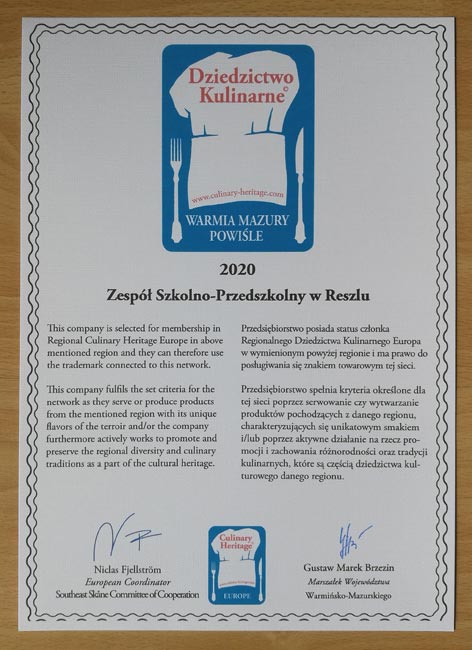 Dziedzictwo
Kulinarne©
www.culinary-heritage.com
WARMIA MAZURY
POWIŚLE
2020
Zespół Szkolno-Przedszkolny w Reszlu
This company is selected for membership in
Regional Culinary Heritage Europe in above
mentioned region and they can therefore use
the trademark connected to this network.
This company fulfils the set criteria for the
network as they serve or produce products
from the mentioned region with its unique
flavors of the terroir and/or the company
furthermore actively works to promote and
preserve the regional diversity and culinary
traditions as a part of the cultural heritage.
Przedsiębiorstwo posiada status członka
Regionalnego Dziedzictwa Kulinarnego Europa
w wymienionym powyżej regionie i ma prawo do
posługiwania się znakiem towarowym tej sieci.
Przedsiębiorstwo spełnia kryteria określone dla
tej sieci poprzez serwowanie czy wytwarzanie
produktów pochodzących z danego regionu,
charakteryzujących się unikatowym smakiem
i/lub poprzez aktywne działanie na rzecz pro-
mocji i zachowania różnorodności oraz tradycji
kulinarnych, które są częścią dziedzictwa kul-
turowego danego regionu.
Niclas Fjellström
European Coordinator
Southeast Skåne Committee of Cooperation
Culinary
Heritage
EUROPE
Gustaw Marek Brzezin
Marszałek Województwa
Warmińsko-Mazurskiego